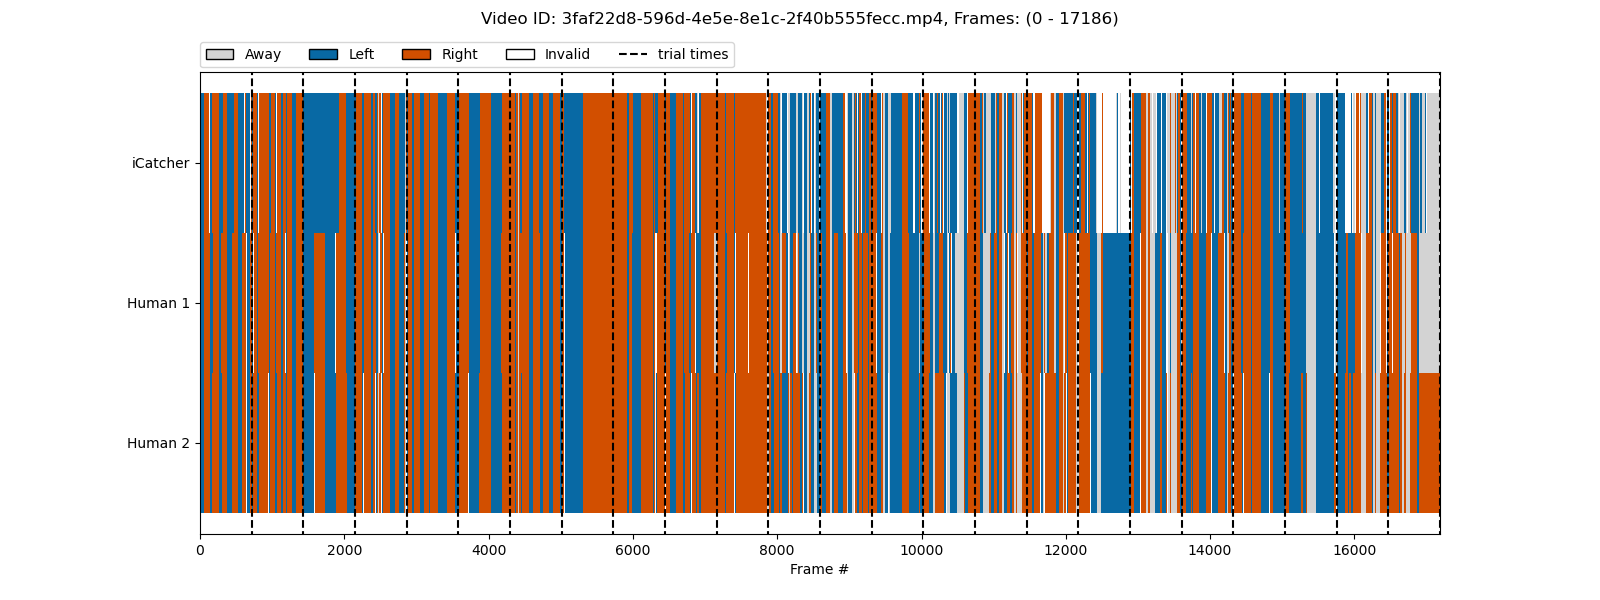 Video ID: 3faf22d8-596d-4e5e-8e1c-2f40b555fecc.mp4, Frames: (0 - 17186)
Away Left Right Invalid trial times
iCatcher
Human 1
Human 2
0 2000 4000 6000 8000 10000 12000 14000 16000
Frame #